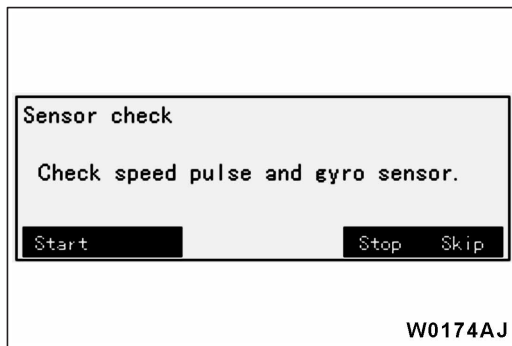 Sensor check
Check speed pulse and gyro sensor.
Start Stop Skip
W0174AJ